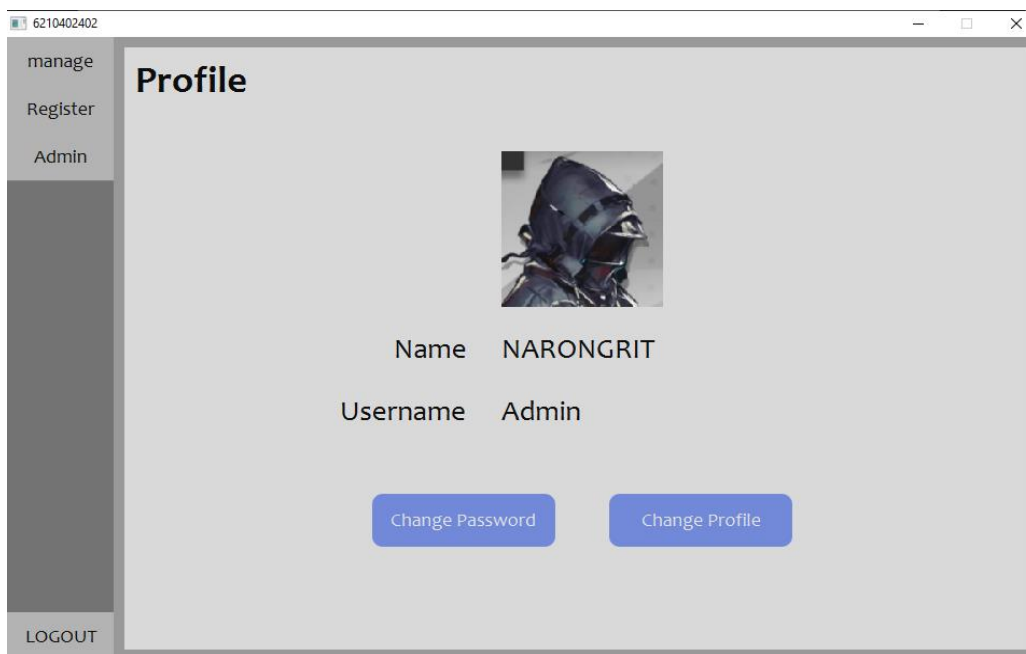 6210402402
manage
Register
Admin
LOGOUT
Profile
Name NARONGRIT
Username Admin
Change Password Change Profile